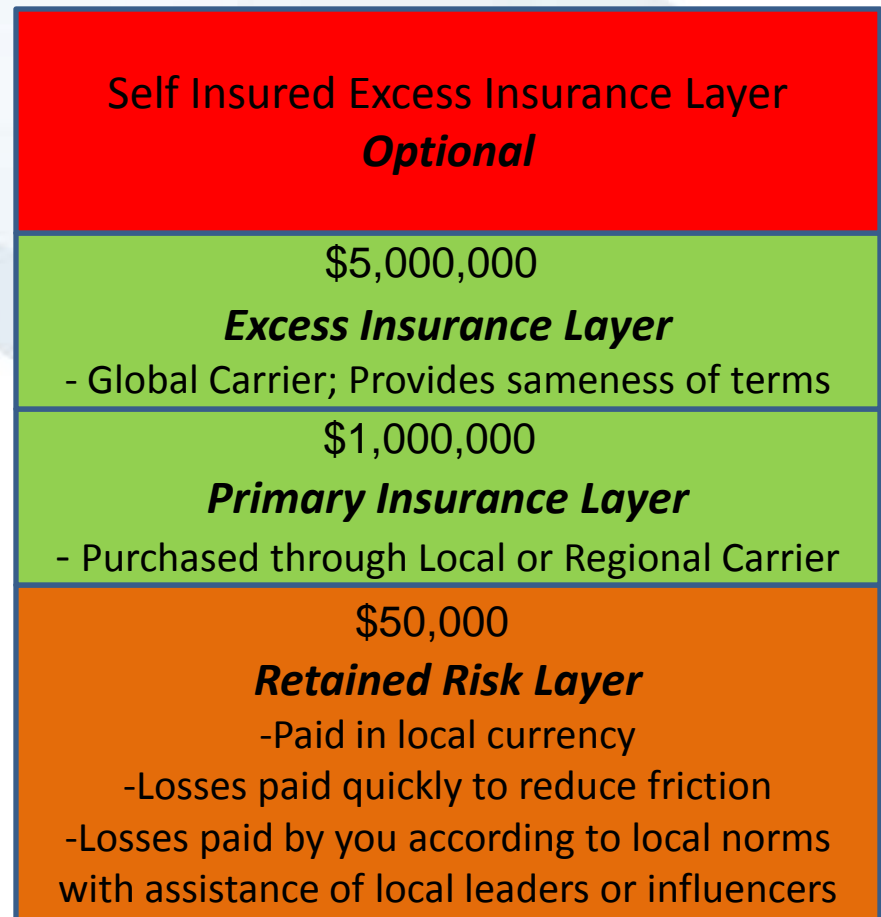 Self Insured Excess Insurance Layer
Optional
$5,000,000
Excess Insurance Layer
- Global Carrier; Provides sameness of terms
$1,000,000
Primary Insurance Layer
- Purchased through Local or Regional Carrier
$50,000
Retained Risk Layer
-Paid in local currency
-Losses paid quickly to reduce friction
-Losses paid by you according to local norms
with assistance of local leaders or influencers